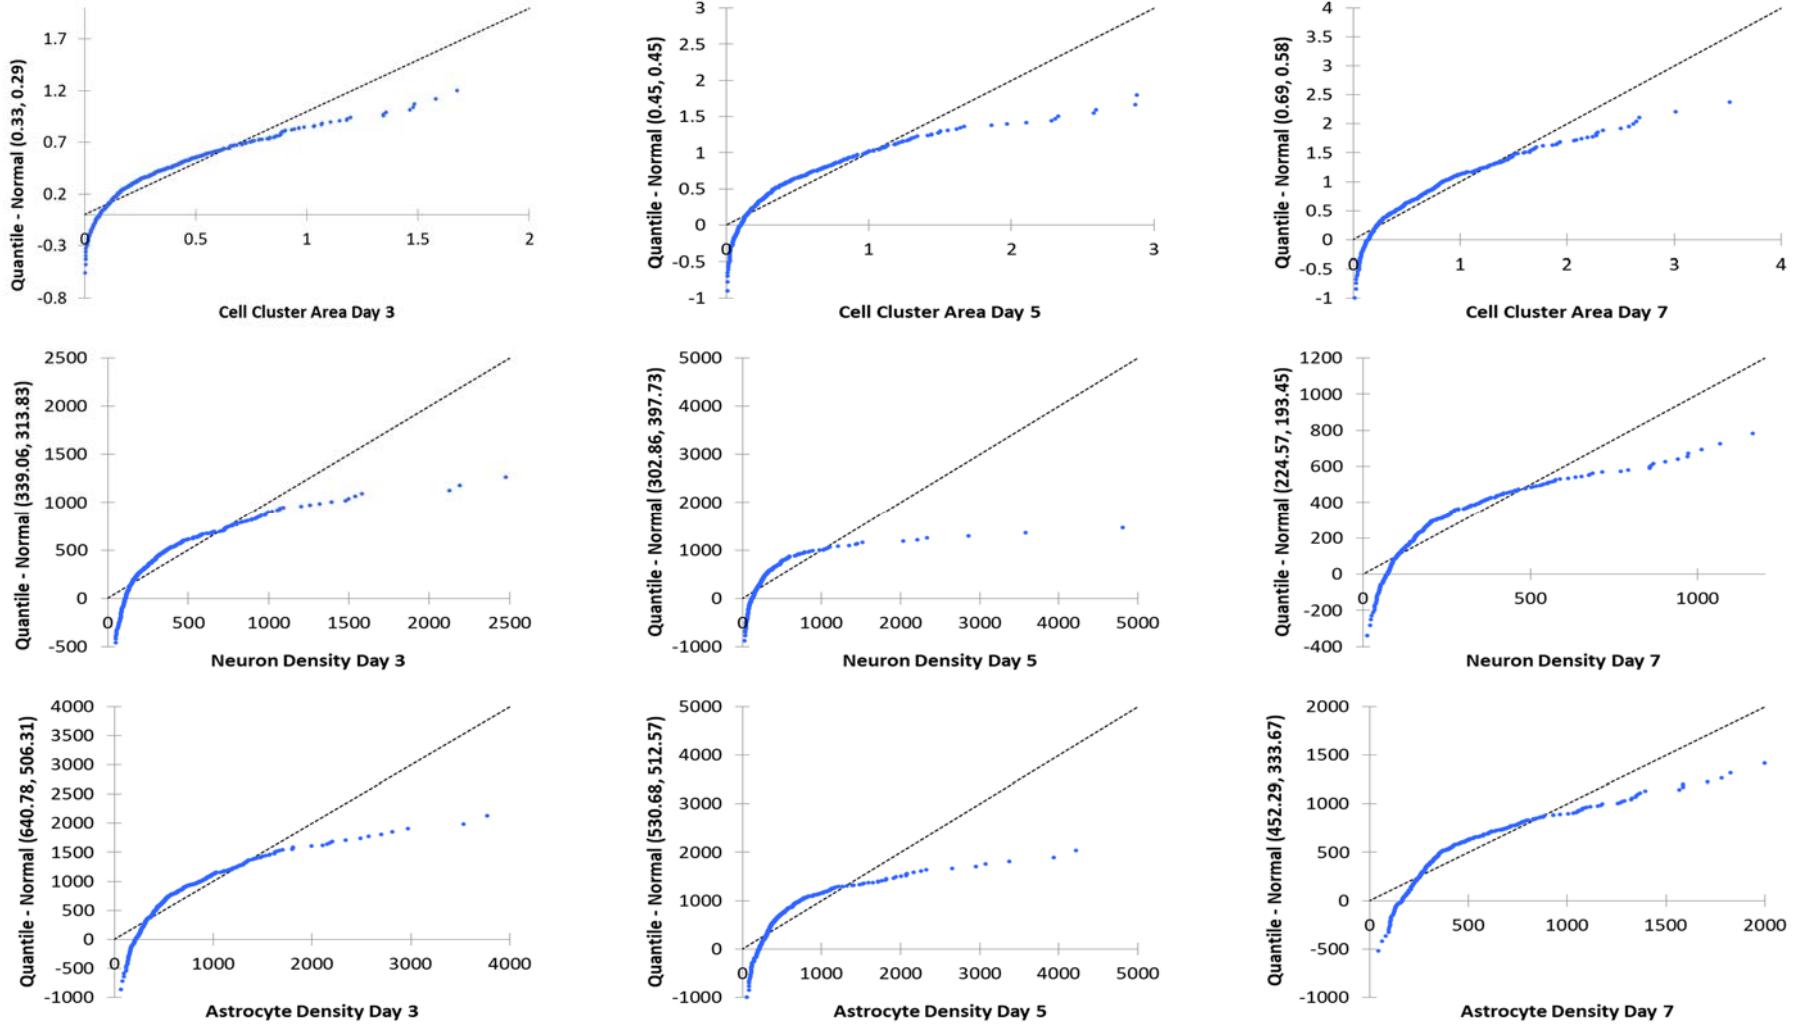 Quantile - Normal (0.33, 0.29)
1.7
1.2
0.7
0.2
-0.3
-0.8
0 0.5 1 1.5 2
Cell Cluster Area Day 3
Quantile - Normal (0.45, 0.45)
3
2.5
2
1.5
1
0.5
0
-0.5
-1
0 1 2 3
Cell Cluster Area Day 5
Quantile - Normal (0.69, 0.58)
4
3.5
3
2.5
2
1.5
1
0.5
0
-0.5
-1
0 1 2 3 4
Cell Cluster Area Day 7
Quantile - Normal (339.06, 313.83)
2500
2000
1500
1000
500
0
-500
0 500 1000 1500 2000 2500
Neuron Density Day 3
Quantile - Normal (302.86, 397.73)
5000
4000
3000
2000
1000
0
-1000
0 1000 2000 3000 4000 5000
Neuron Density Day 5
Quantile - Normal (224.57, 193.45)
1200
1000
800
600
400
200
0
-200
-400
0 500 1000
Neuron Density Day 7
Quantile - Normal (640.78, 506.31)
4000
3500
3000
2500
2000
1500
1000
500
0
-500
-1000
0 1000 2000 3000 4000
Astrocyte Density Day 3
Quantile - Normal (530.68, 512.57)
5000
4000
3000
2000
1000
0
-1000
0 1000 2000 3000 4000 5000
Astrocyte Density Day 5
Quantile - Normal (452.29, 333.67)
2000
1500
1000
500
0
-500
-1000
0 500 1000 1500 2000
Astrocyte Density Day 7